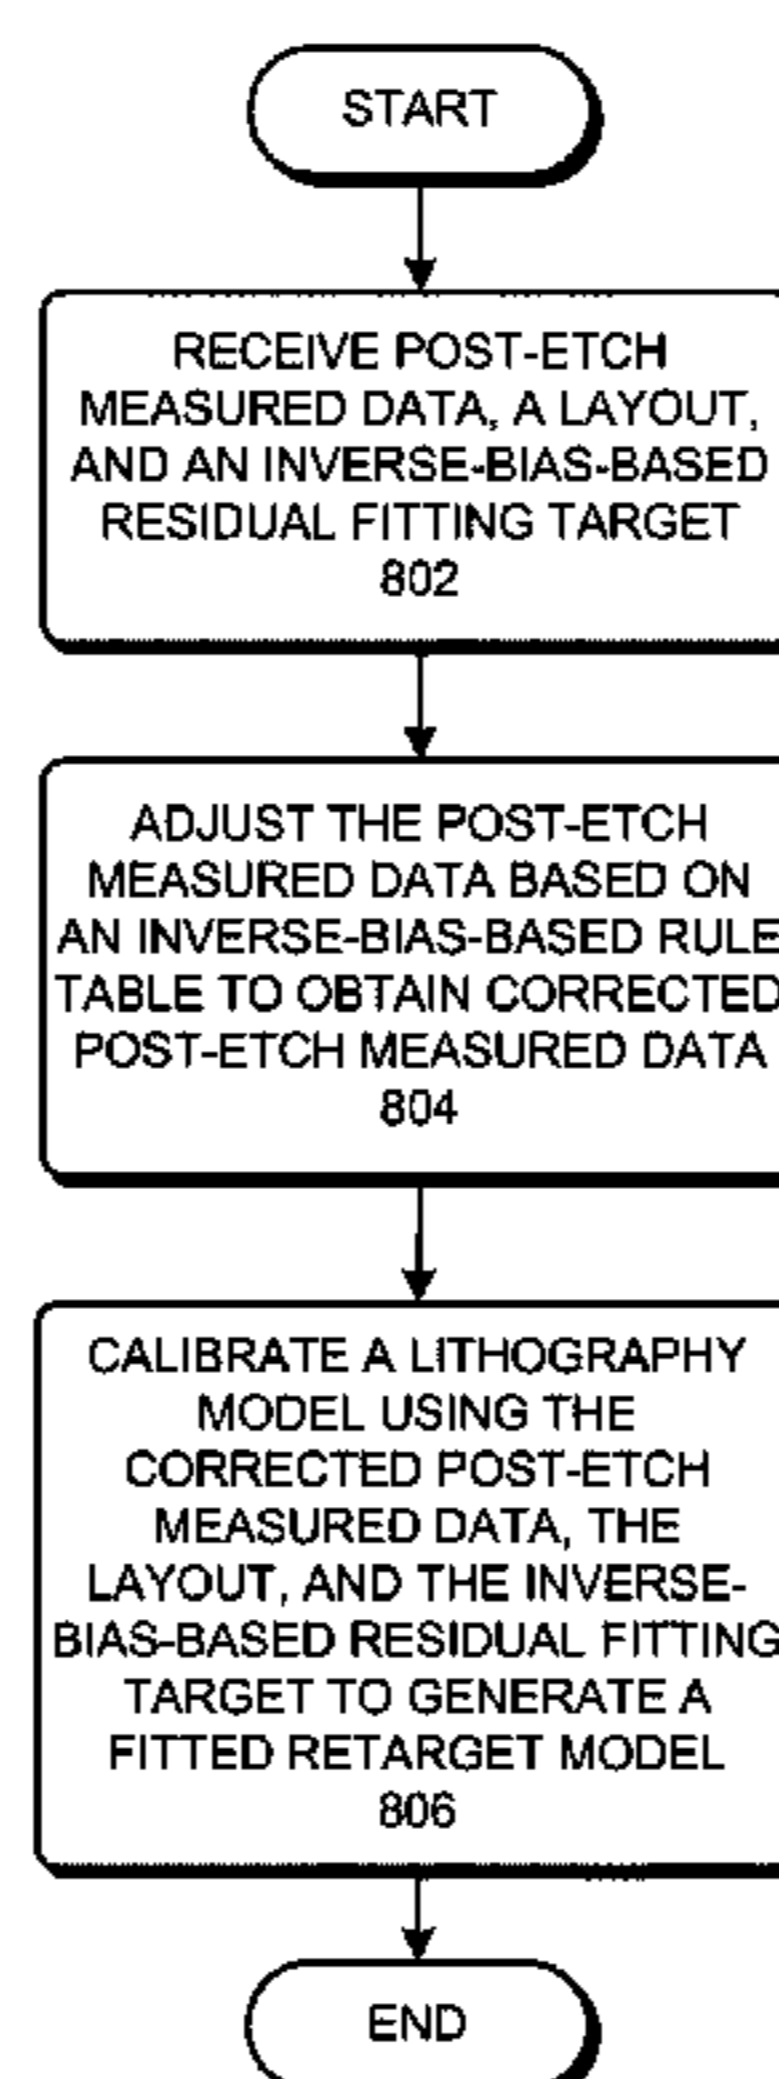 START
RECEIVE POST-ETCH
MEASURED DATA, A LAYOUT,
AND AN INVERSE-BIAS-BASED
RESIDUAL FITTING TARGET
802
ADJUST THE POST-ETCH
MEASURED DATA BASED ON
AN INVERSE-BIAS-BASED RULE
TABLE TO OBTAIN CORRECTED
POST-ETCH MEASURED DATA
804
CALIBRATE A LITHOGRAPHY
MODEL USING THE
CORRECTED POST-ETCH
MEASURED DATA, THE
LAYOUT, AND THE INVERSE-
BIAS-BASED RESIDUAL FITTING
TARGET TO GENERATE A
FITTED RETARGET MODEL
806
END